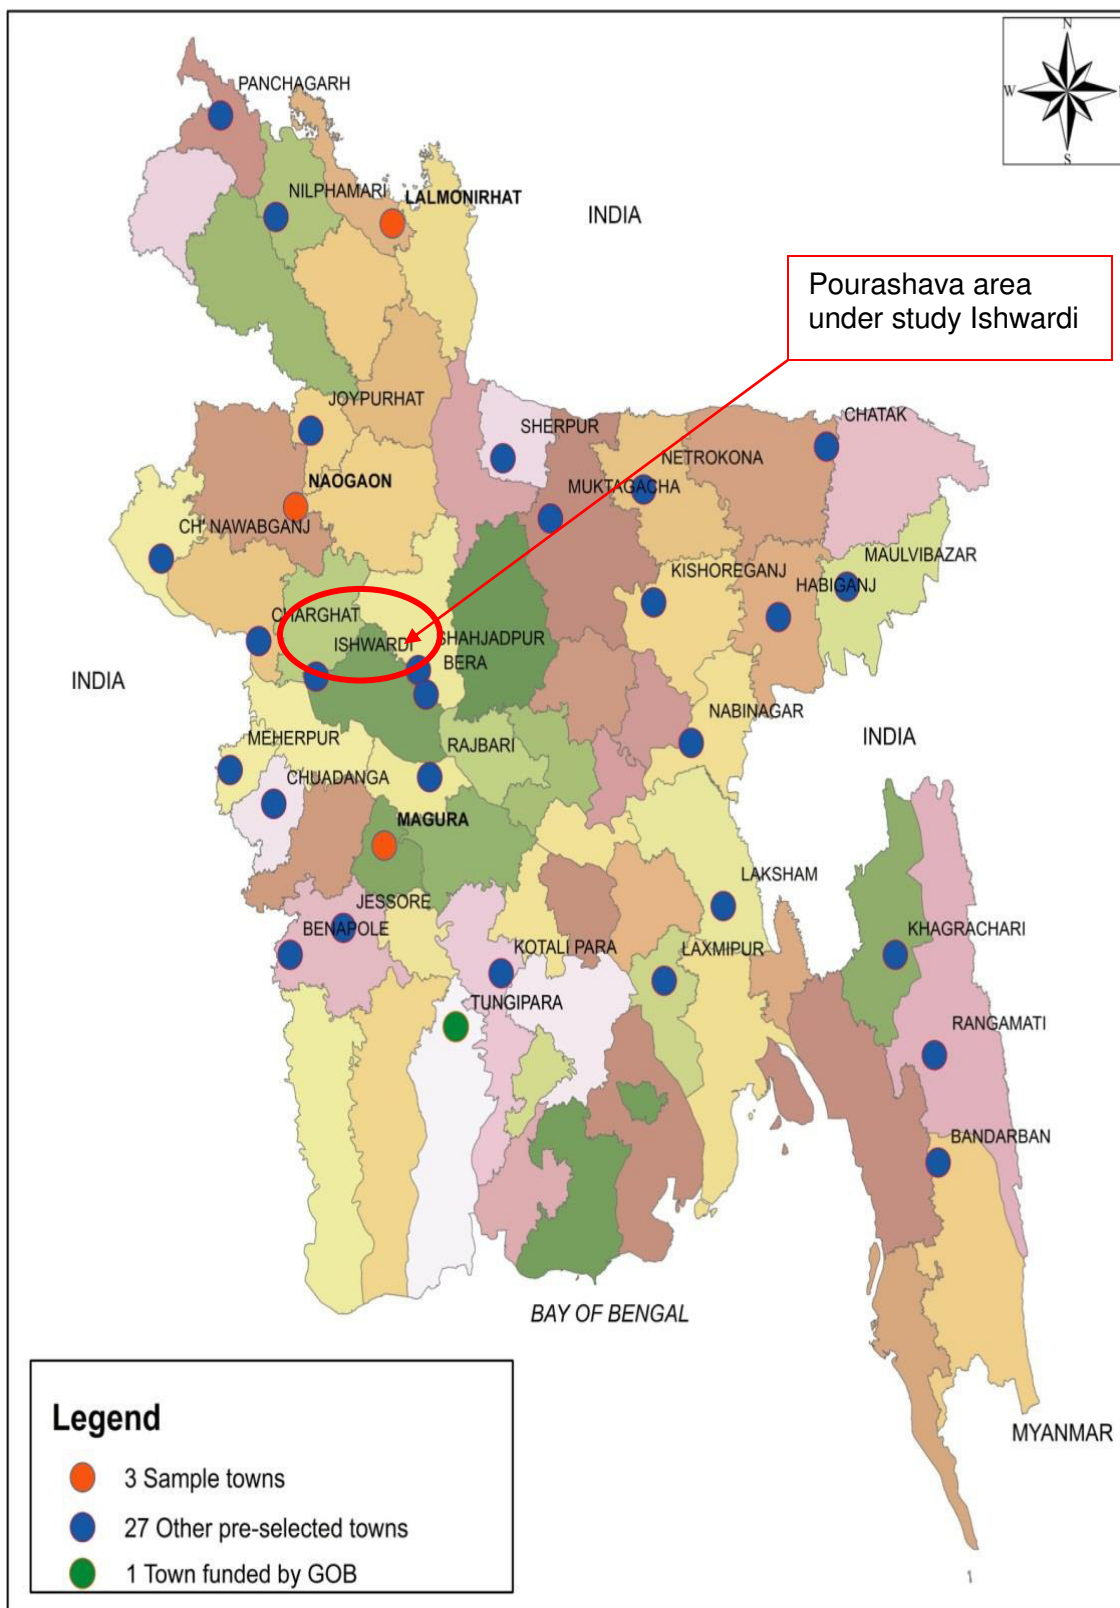 N
W
S
PANCHAGARH
NILPHAMARI
LALMONIRHAT
INDIA
Pourashava area
under study Ishwardi
JOYPURHAT
SHERPUR
CHATAK
NETROKONA
NAOGAON
MUKTAGACHA
CH' NAWABGANJ
MAULVIBAZAR
KISHOREGANJ
HABIGANJ
CHARGHAT
ISHWARDI
SHAHJADPUR
BERA
INDIA
NABINAGAR
INDIA
MEHERPUR
RAJBARI
CHUADANGA
MAGURA
LAKSHAM
JESSORE
BENAPOLE
KHAGRACHARI
KOTALI PARA
LAXMIPUR
TUNGIPARA
RANGAMATI
BANDARBAN
BAY OF BENGAL
MYANMAR
Legend
3 Sample towns
27 Other pre-selected towns
1 Town funded by GOB
1